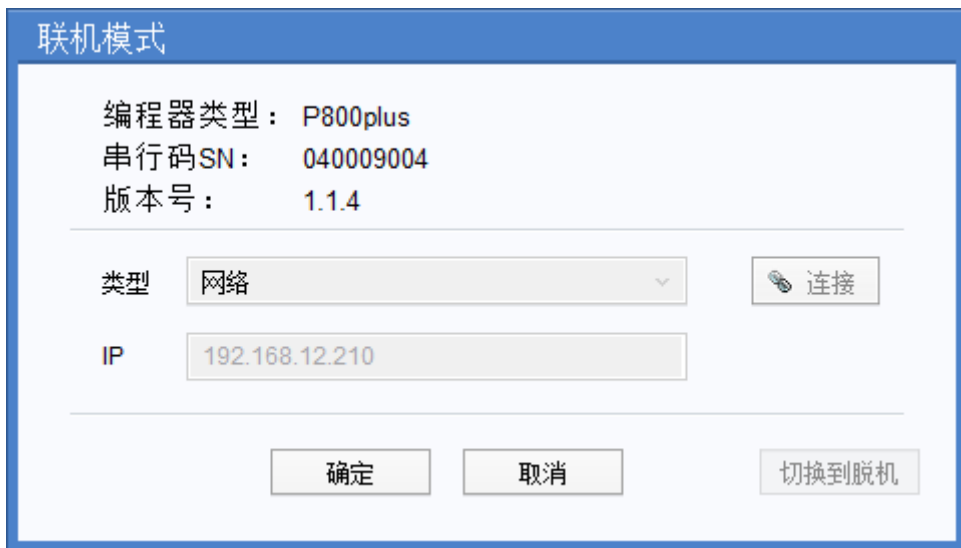 联机模式
编程器类型： P800plus
串行码SN： 040009004
版本号： 1.1.4
类型 网络 连接
IP 192.168.12.210
确定 取消 切换到脱机